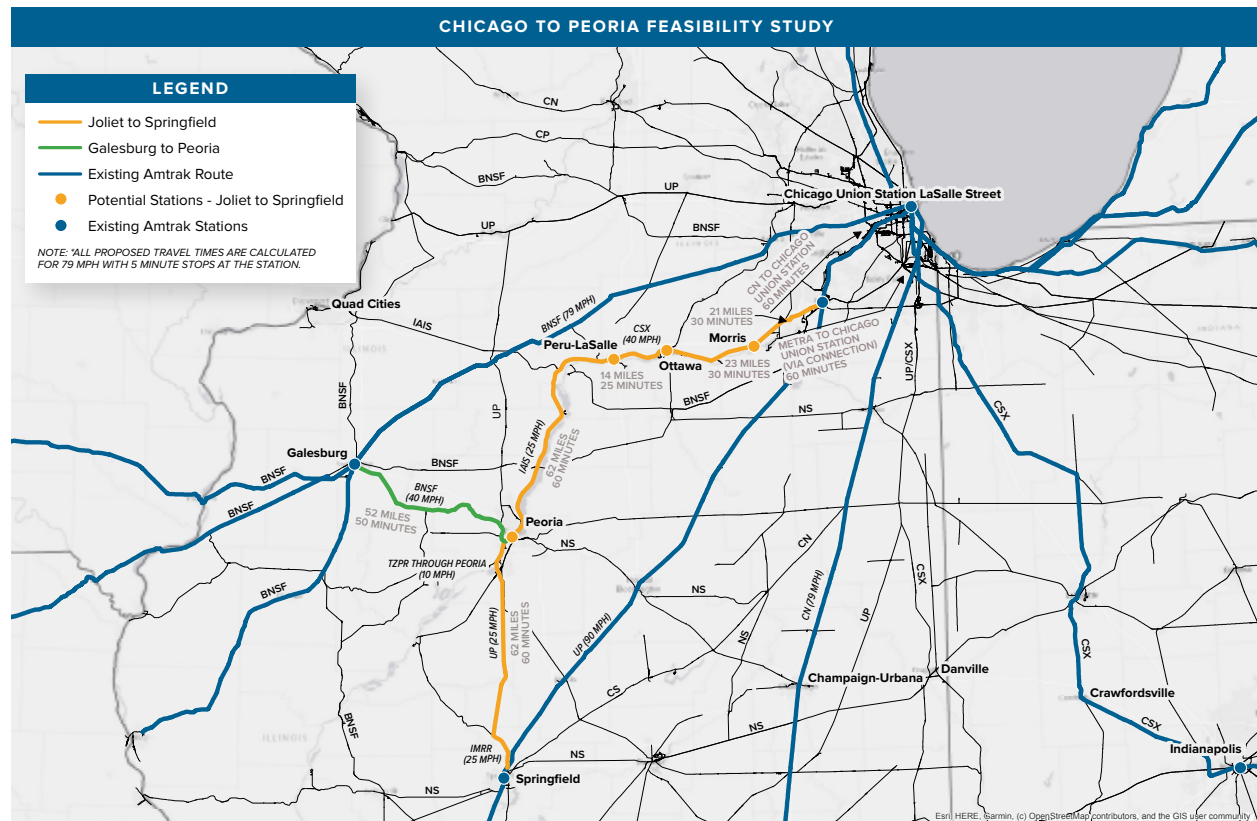 CHICAGO TO PEORIA FEASIBILITY STUDY
LEGEND
Joliet to Springfield
Galesburg to Peoria
Existing Amtrak Route
Potential Stations - Joliet to Springfield
Existing Amtrak Stations
NOTE: *ALL PROPOSED TRAVEL TIMES ARE CALCULATED
FOR 79 MPH WITH 5 MINUTE STOPS AT THE STATION.
CN
CP
BNSF
UP
UP
BNSF
Chicago Union Station
LaSalle Street
ILLINOIS
CN TO CHICAGO
UNION STATION
60 MINUTES
Quad Cities
IAIS
ILLINOIS
BNSF (79 MPH)
21 MILES
30 MINUTES
CSX
(40 MPH)
Morris
Peru-LaSalle
Ottawa
METRA TO CHICAGO
UNION STATION
(VIA CONNECTION)
60 MINUTES
23 MILES
30 MINUTES
14 MILES
25 MINUTES
UP/CSX
INDIANA
BNSF
BNSF
UP
NS
CSX
IAIS (25 MPH)
62 MILES
60 MINUTES
Galesburg
BNSF
BNSF
BNSF
BNSF
(40 MPH)
52 MILES
50 MINUTES
Peoria
NS
TZPR THROUGH PEORIA
(10 MPH)
CN
CSX
BNSF
NS
UP (25 MPH)
62 MILES
60 MINUTES
UP (90 MPH)
NS
CN (79 MPH)
UP
CSX
Danville
Champaign-Urbana
CS
Crawfordsville
CSX
BNSF
ILLINOIS
NS
IMRR
(25 MPH)
NS
Indianapolis
Springfield
NS
Esri, HERE, Garmin, (c) OpenStreetMap contributors, and the GIS user community